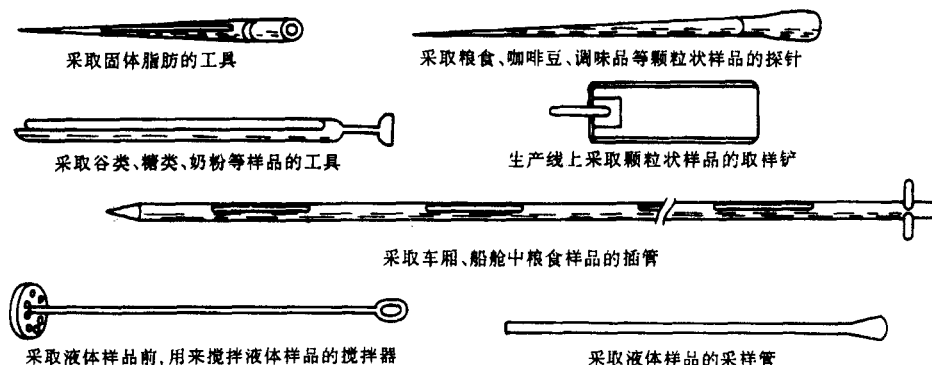 采取固体脂肪的工具
采取粮食、咖啡豆、调味品等颗粒状样品的探针
采取谷类、糖类、奶粉等样品的工具
生产线上采取颗粒状样品的取样铲
采取车厢、船舱中粮食样品的插管
采取液体样品前,用来搅拌液体样品的搅拌器
采取液体样品的采样管